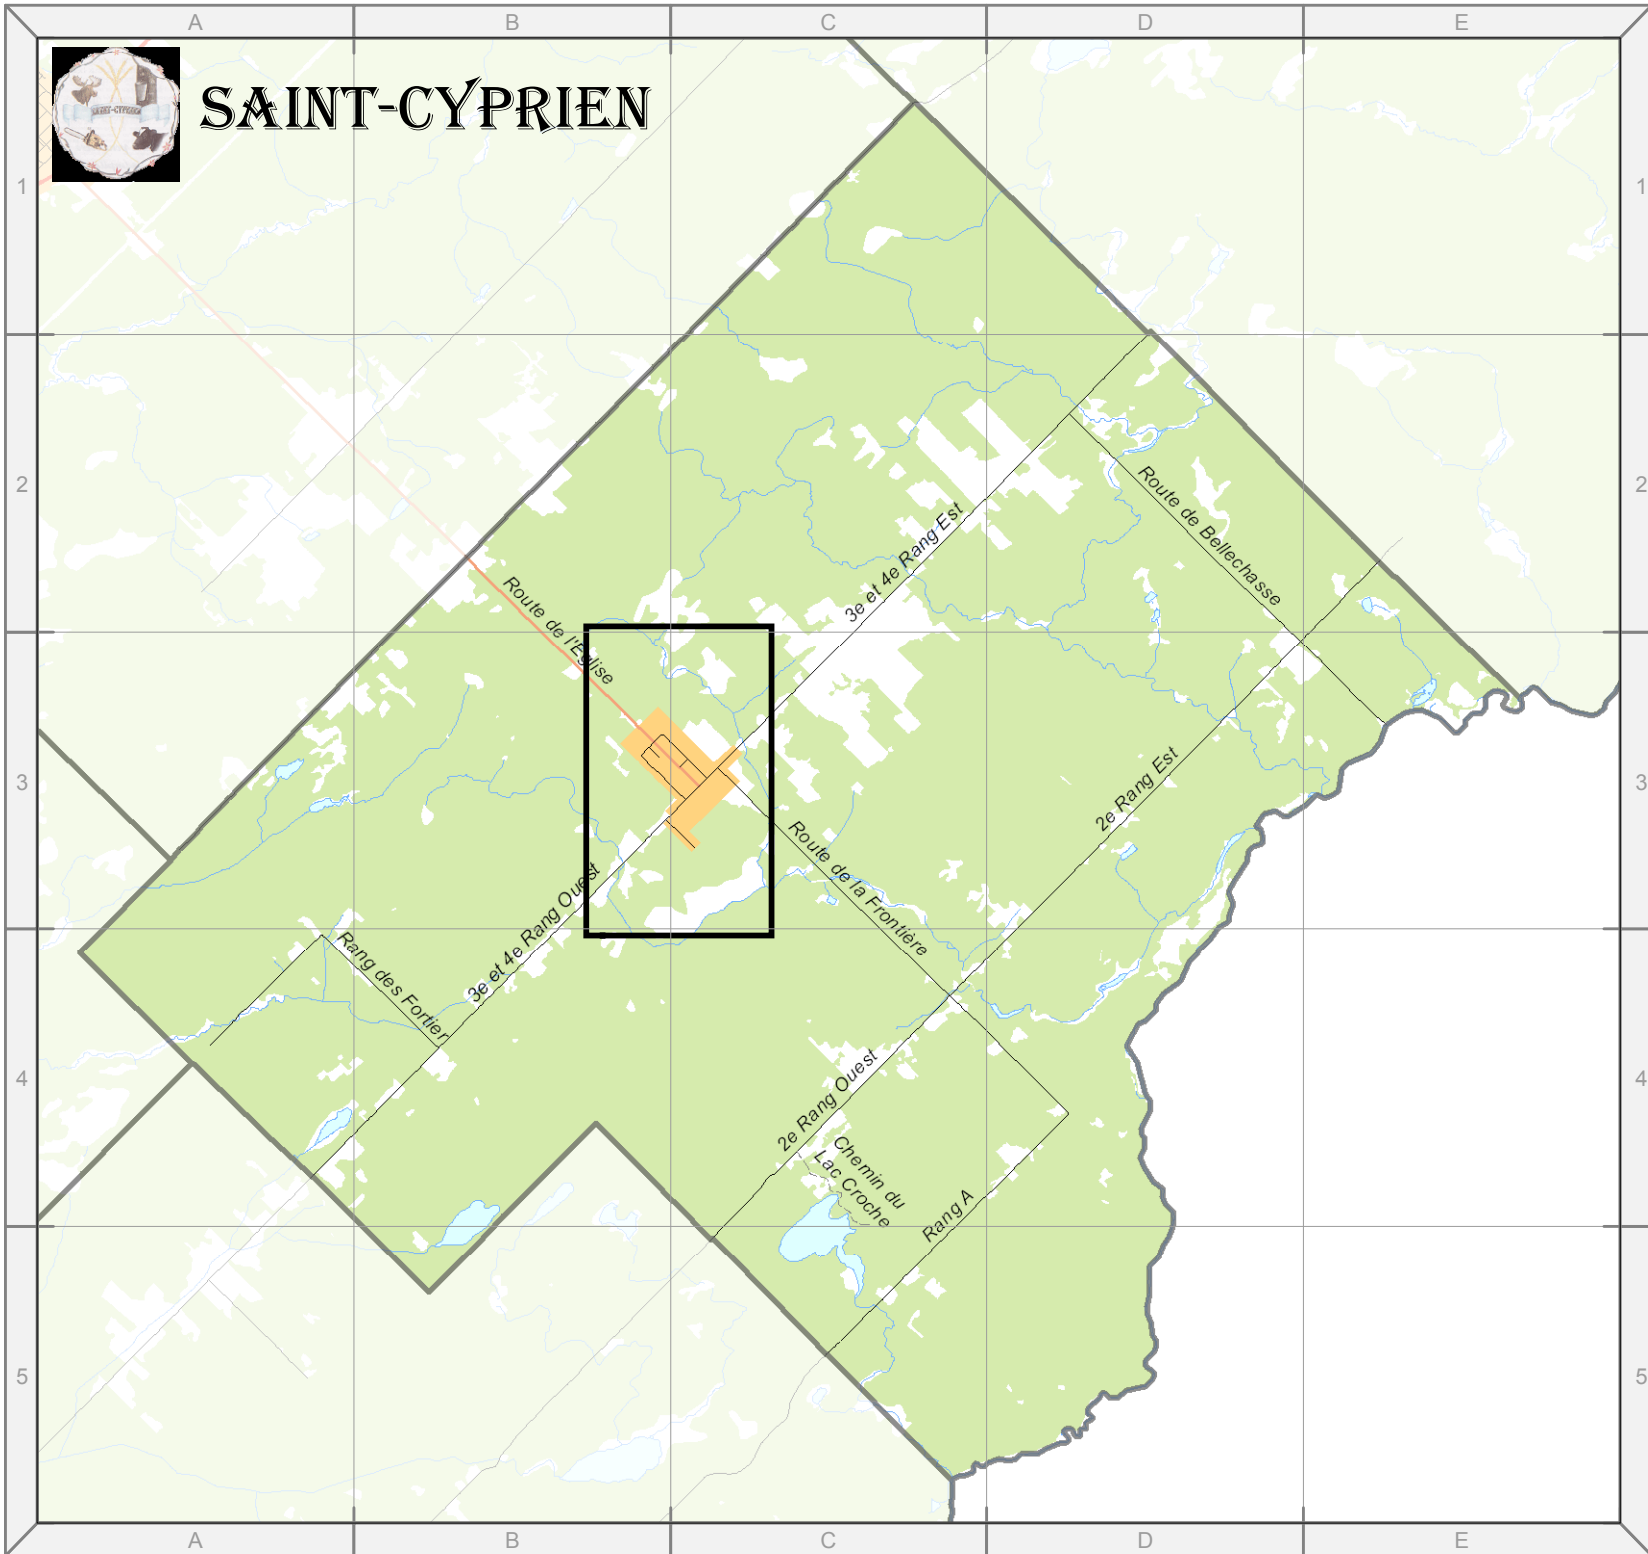 A B C D E
SAINT-CYPRIEN
SAINT-CYPRIEN
1 1
2 2
Route de Bellechasse
3e et 4e Rang Est
Route de l'Église
3 3
2e Rang Est
Route de la Frontière
3e et 4e Rang Ouest
Rang des Fortier
4 4
2e Rang Ouest
Chemin du
Lac Croche
Rang A
5 5
A B C D E